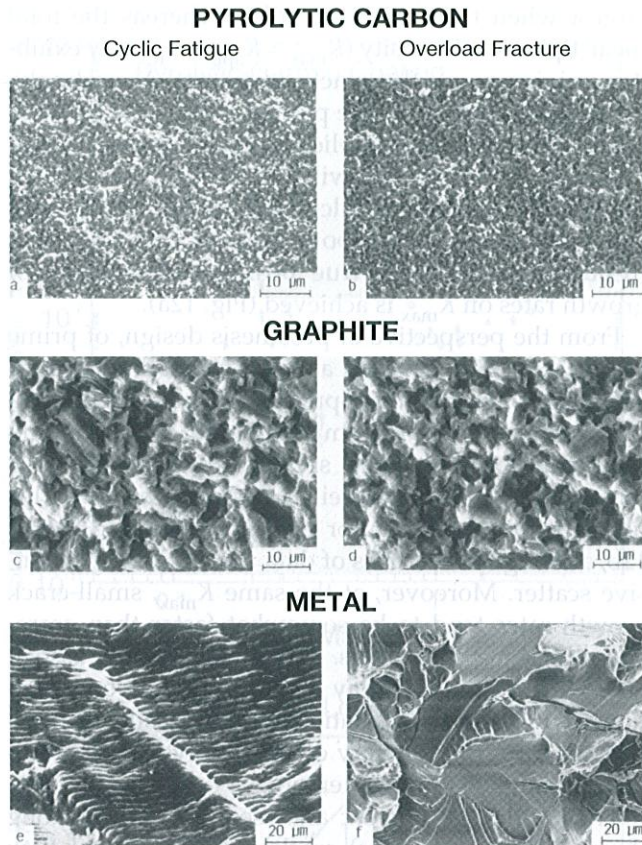 PYROLYTIC CARBON
Cyclic Fatigue Overload Fracture
a 10 μm b 10 μm
GRAPHITE
c 10 μm d 10 μm
METAL
e 20 μm f 20 μm